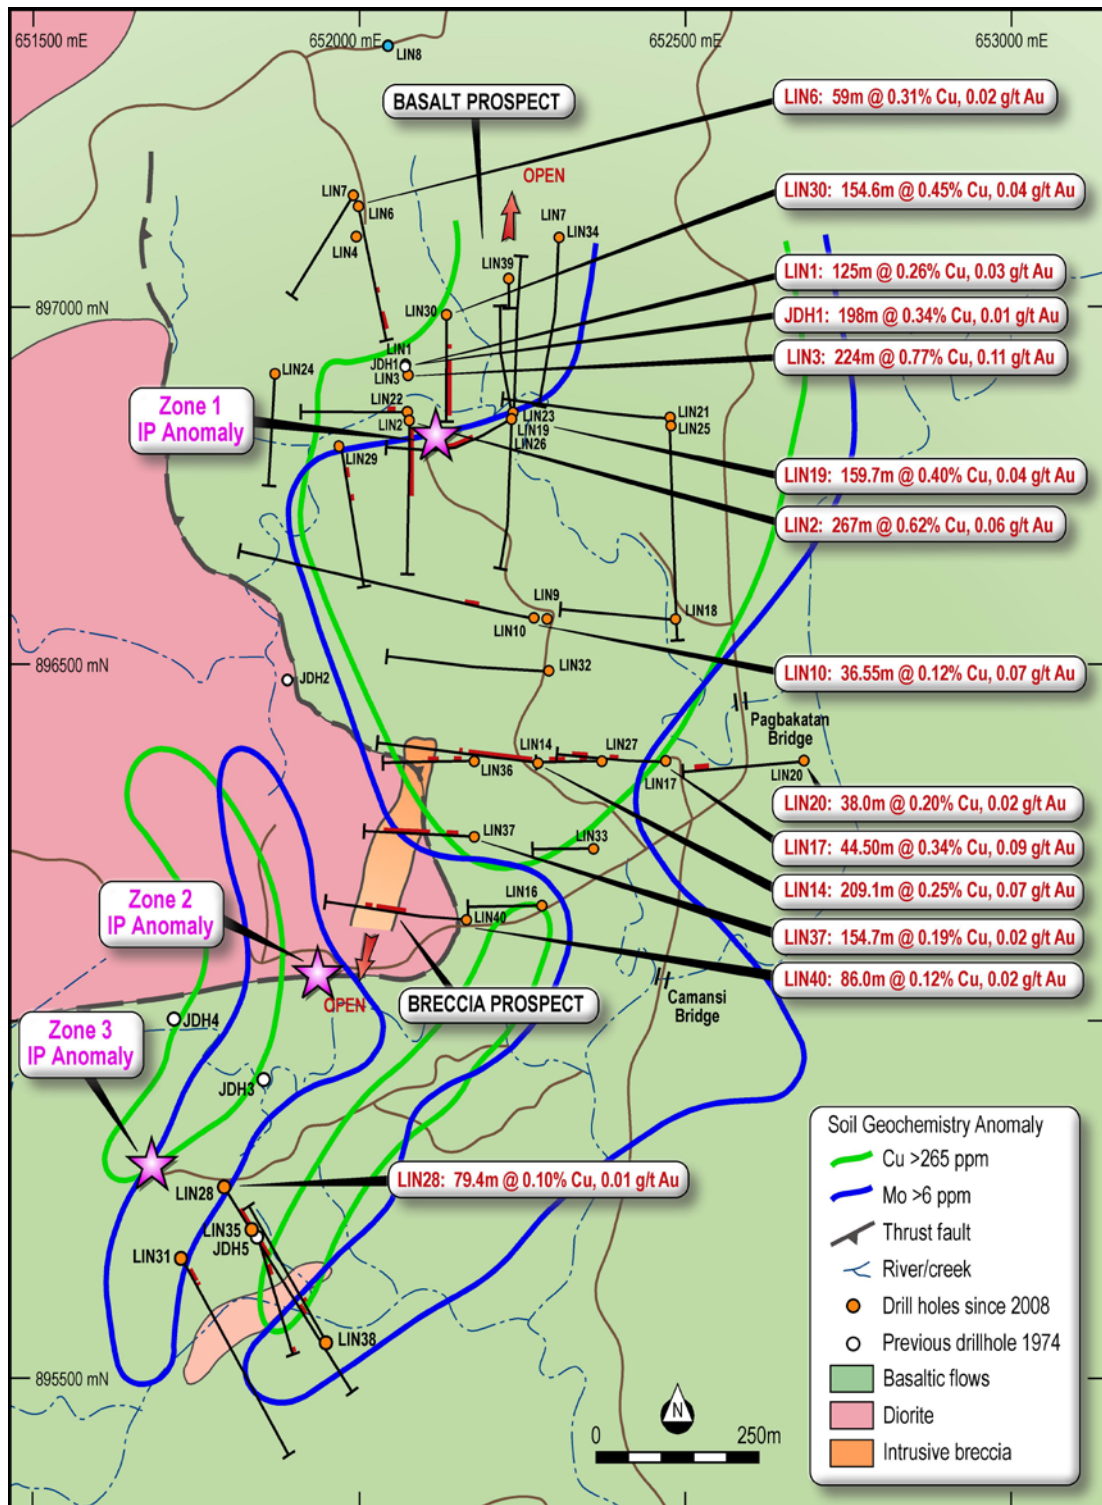 651500 mE
652000 mE
652500 mE
653000 mE
LIN8
BASALT PROSPECT
LIN6: 59m @ 0.31% Cu, 0.02 g/t Au
OPEN
LIN7
LIN6
LIN4
LIN7
LIN34
LIN30: 154.6m @ 0.45% Cu, 0.04 g/t Au
LIN39
LIN1: 125m @ 0.26% Cu, 0.03 g/t Au
897000 mN
LIN30
JDH1: 198m @ 0.34% Cu, 0.01 g/t Au
LIN1
JDH1
LIN3
LIN3: 224m @ 0.77% Cu, 0.11 g/t Au
LIN24
Zone 1
IP Anomaly
LIN22
LIN2
LIN23
LIN19
LIN26
LIN21
LIN25
LIN29
LIN19: 159.7m @ 0.40% Cu, 0.04 g/t Au
LIN2: 267m @ 0.62% Cu, 0.06 g/t Au
LIN9
LIN10
LIN18
896500 mN
LIN32
LIN10: 36.55m @ 0.12% Cu, 0.07 g/t Au
JDH2
Pagbakatan
Bridge
LIN14
LIN27
LIN36
LIN17
LIN20
LIN20: 38.0m @ 0.20% Cu, 0.02 g/t Au
LIN37
LIN33
LIN17: 44.50m @ 0.34% Cu, 0.09 g/t Au
LIN14: 209.1m @ 0.25% Cu, 0.07 g/t Au
Zone 2
IP Anomaly
LIN16
LIN40
LIN37: 154.7m @ 0.19% Cu, 0.02 g/t Au
LIN40: 86.0m @ 0.12% Cu, 0.02 g/t Au
OPEN
BRECCIA PROSPECT
Camansi
Bridge
Zone 3
IP Anomaly
JDH4
JDH3
LIN28
LIN28: 79.4m @ 0.10% Cu, 0.01 g/t Au
LIN35
JDH5
LIN31
LIN38
895500 mN
N
0
250m
Soil Geochemistry Anomaly
Cu >265 ppm
Mo >6 ppm
Thrust fault
River/creek
Drill holes since 2008
Previous drillhole 1974
Basaltic flows
Diorite
Intrusive breccia